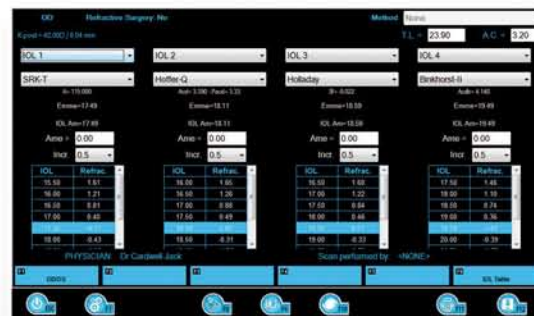 OD Refractive Surgery: No Method None
T.L. = 23.90 A.C. = 3.20
IOL 1 IOL 2 IOL 3 IOL 4
SRK-T Hoffer-Q Holladay Binkhorst-II
Emme=17.49 Emme=18.11 Emme=18.59 Emme=19.49
IOL Am=17.49 IOL Am=18.11 IOL Am=18.59 IOL Am=19.49
Ame = 0.00 Ame = 0.00 Ame = 0.00 Ame = 0.00
Incr. 0.5 Incr. 0.5 Incr. 0.5 Incr. 0.5
IOL Refrac. IOL Refrac. IOL Refrac. IOL Refrac.
15.50 1.61 16.00 1.65 16.50 1.60 17.50 1.46
16.00 1.21 16.50 1.26 17.00 1.22 18.00 1.10
16.50 0.81 17.00 0.88 17.50 0.84 18.50 0.74
17.00 0.40 17.50 0.49 18.00 0.46 19.00 0.36
18.00 -0.43 18.50 -0.31 19.00 -0.33 20.00 -0.39
PHYSICIAN Dr Cardwell Jack Scan performed by <NONE>
IOL Table